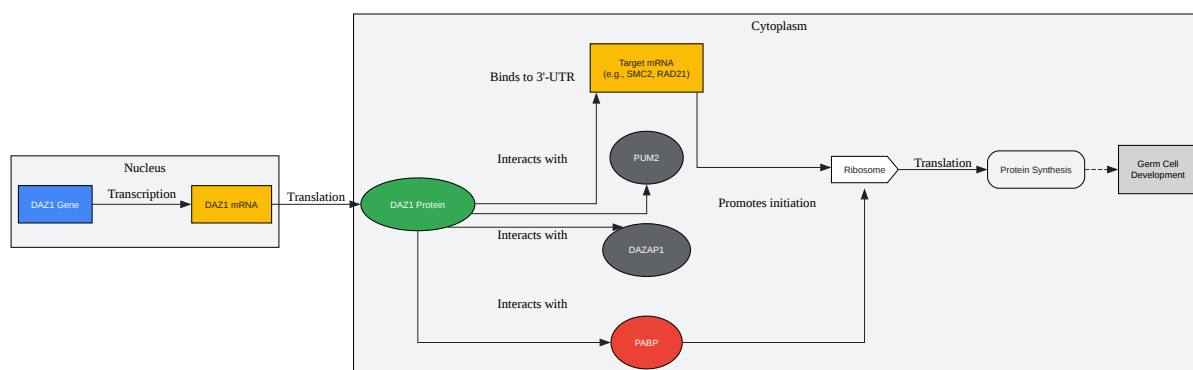 Cytoplasm
Target mRNA
(e.g., SMC2, RAD21)
Binds to 3'-UTR
Nucleus
Interacts with
PUM2
Ribosome
Translation
Protein Synthesis
Germ Cell
Development
DAZ1 Gene
Transcription
DAZ1 mRNA
Translation
DAZ1 Protein
Promotes initiation
Interacts with
DAZAP1
Interacts with
PABP